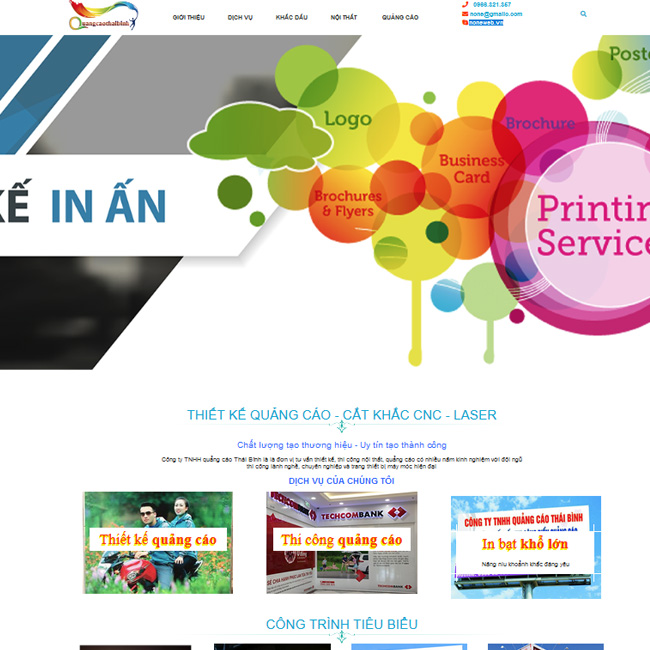 Quangcaothaibinh
GIỚI THIỆU
DỊCH VỤ
KHẮC DẤU
NỘI THẤT
QUẢNG CÁO
0966.321.357
none@gmailo.com
noneweb.vn
KẾ IN ẤN
Logo
Brochures
& Flyers
Business
Card
Brochure
Poste
Printin
Service
THIẾT KẾ QUẢNG CÁO - CẮT KHẮC CNC - LASER
Chất lượng tạo thương hiệu - Uy tín tạo thành công
Công ty TNHH quảng cáo Thái Bình là là đơn vị tư vấn thiết kế, thi công nội thất, quảng cáo có nhiều năm kinh nghiệm với đội ngũ
thi công lành nghề, chuyên nghiệp và trang thiết bị máy móc hiện đại
DỊCH VỤ CỦA CHÚNG TÔI
Thiết kế quảng cáo
TECHCOMBANK
Thi công quảng cáo
TECHCOMBANK
CÔNG TY TNHH QUẢNG CÁO THÁI BÌNH
In bạt khổ lớn
Nâng niu khoảnh khắc đáng yêu
CÔNG TRÌNH TIÊU BIỂU